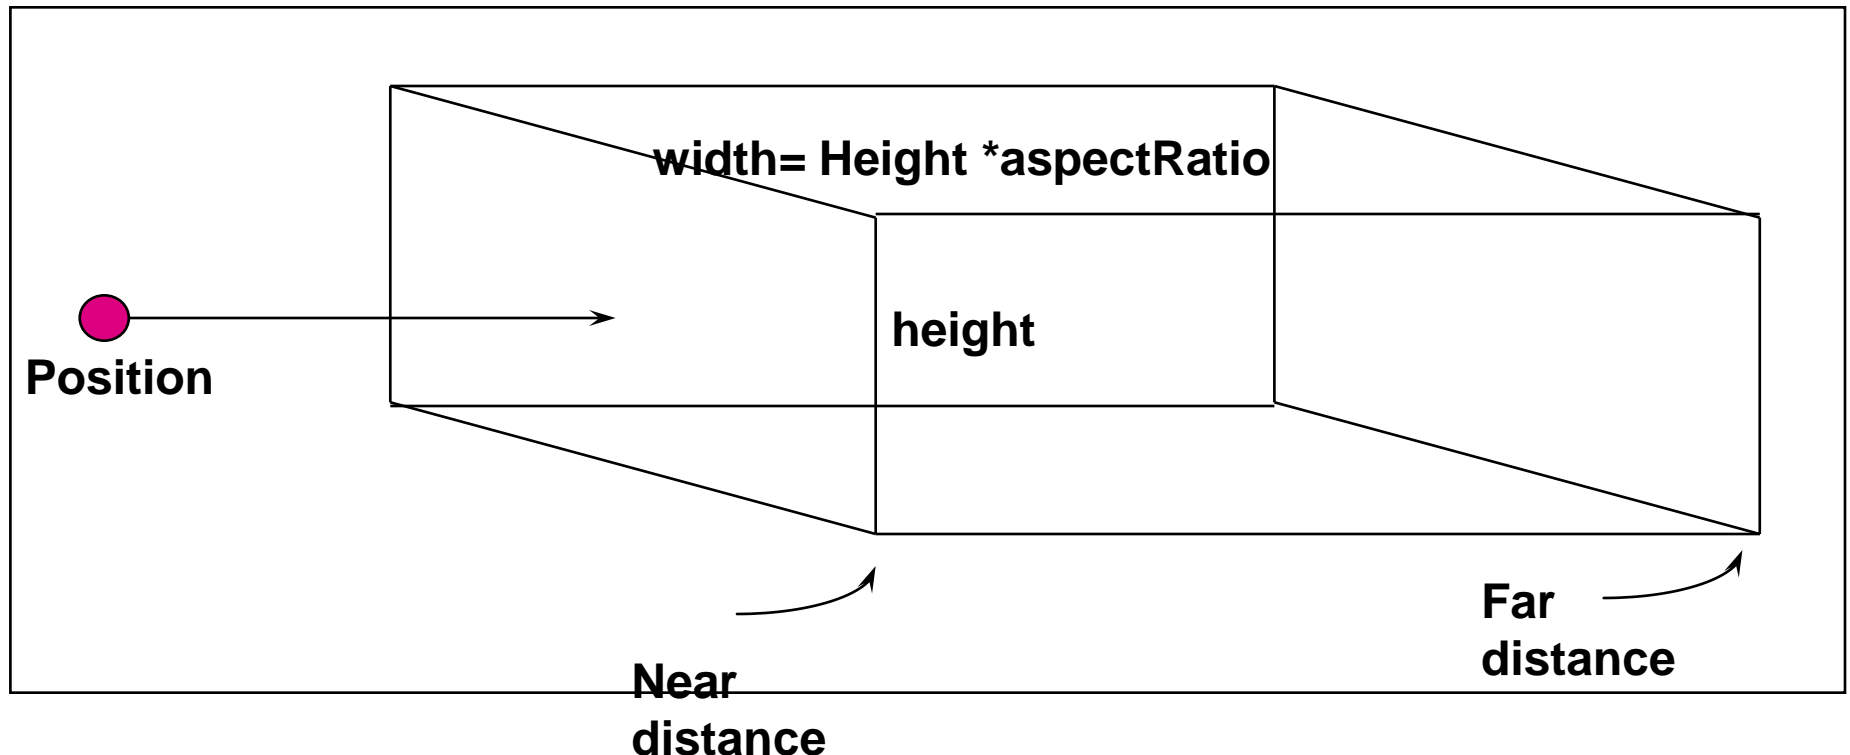 width= Height *aspectRatio
height
Position
Far
distance
Near
distance